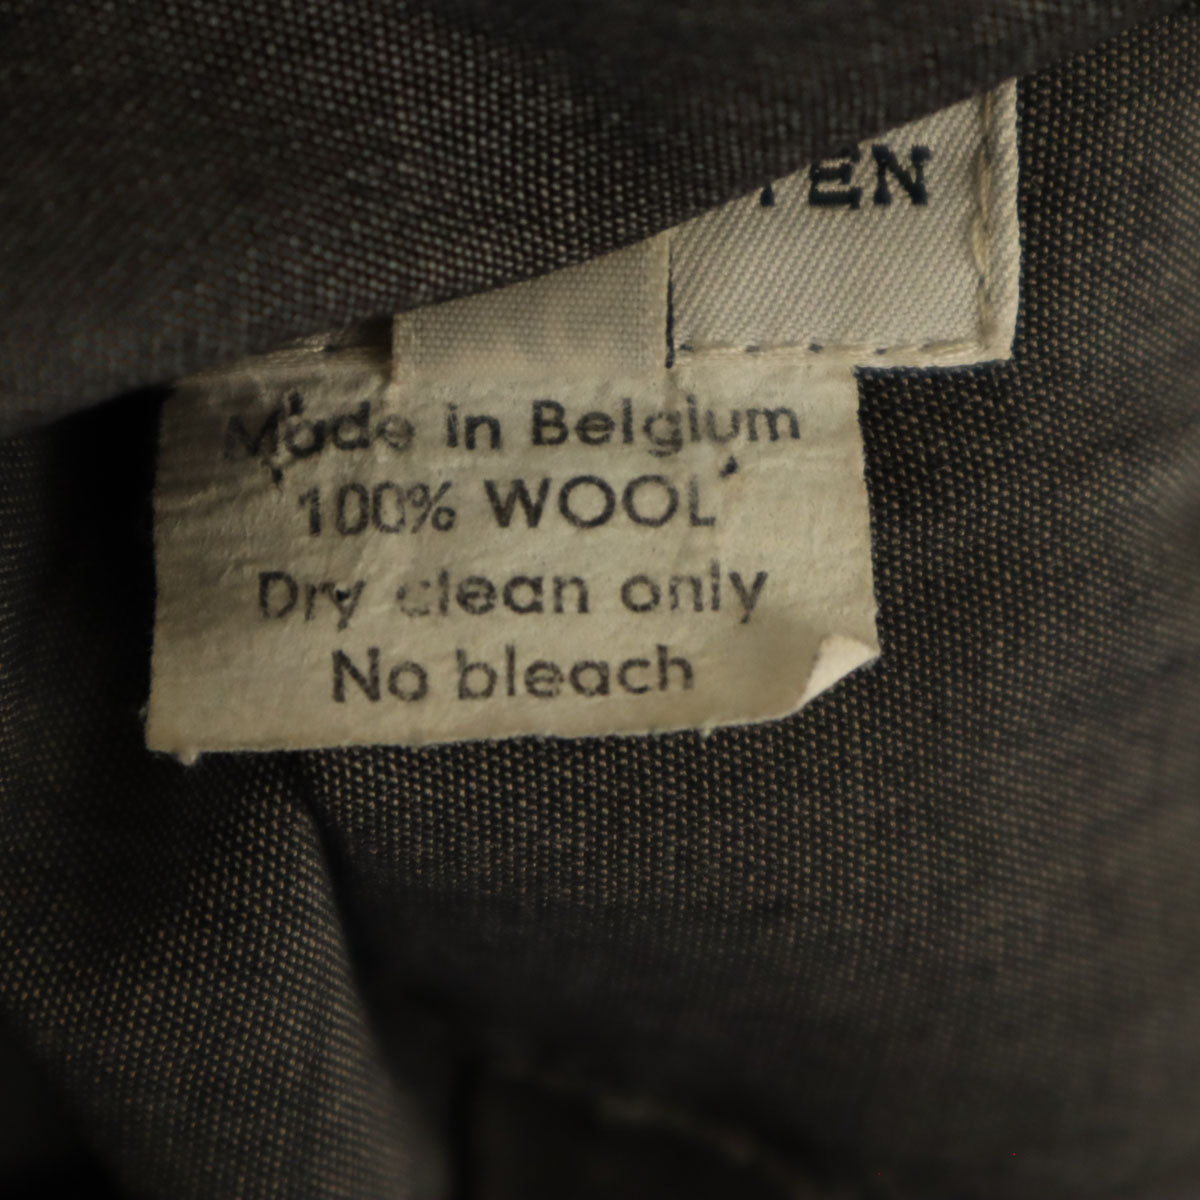 TEN
Made in Belgium
100% WOOL
Dry clean only
No bleach